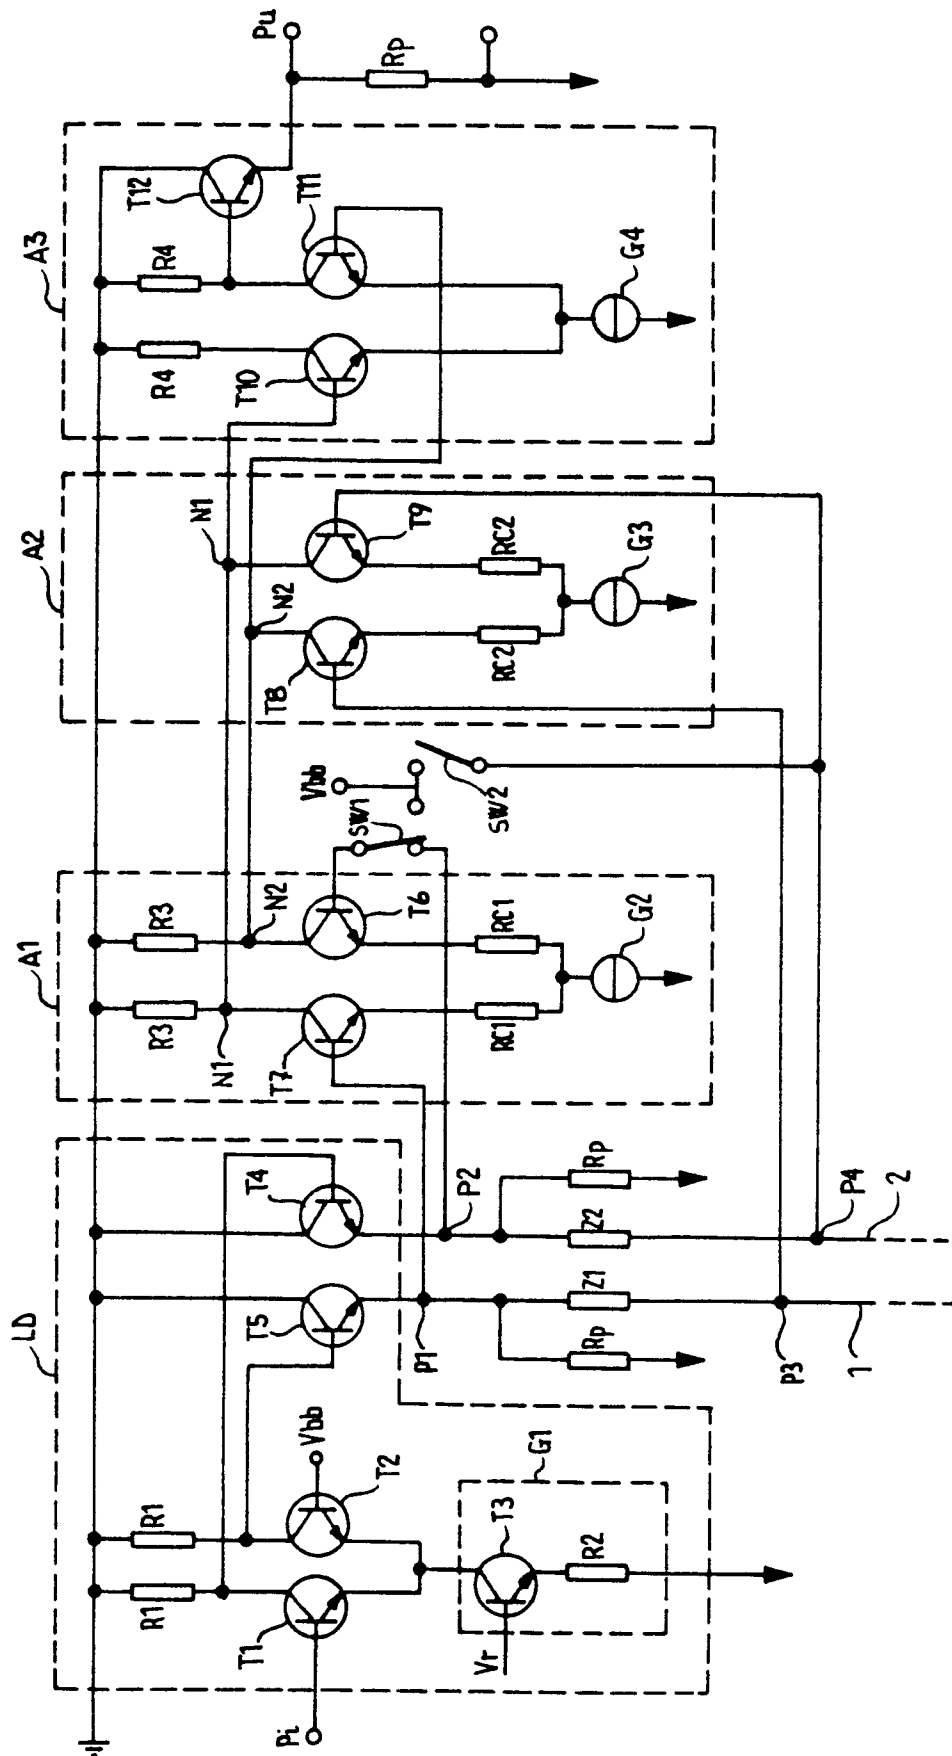 LD
A1
A2
A3
R1
R1
R3
R3
R4
R4
T12
Pu
Rp
N1
N2
N1
N2
T1
T2
Vbb
T5
T4
T7
T6
SW1
Vbb
SW2
T8
T9
T10
T11
Pi
Vr
T3
G1
R2
P1
P2
RC1
RC1
G2
RC2
RC2
G3
G4
Rp
Z1
Z2
Rp
P3
P4
1
2